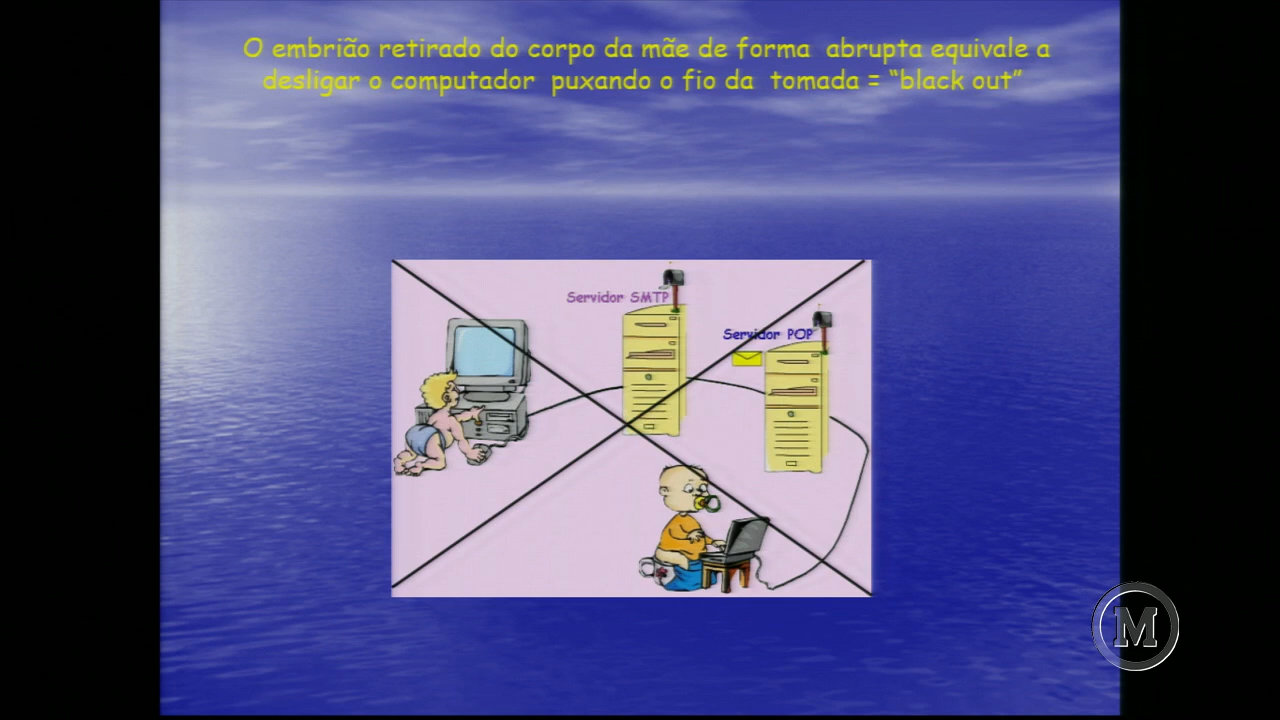 O embrião retirado do corpo da mãe de forma abrupta equivale a
desligar o computador puxando o fio da tomada = “black out”
Servidor SMTP
Servidor POP
M